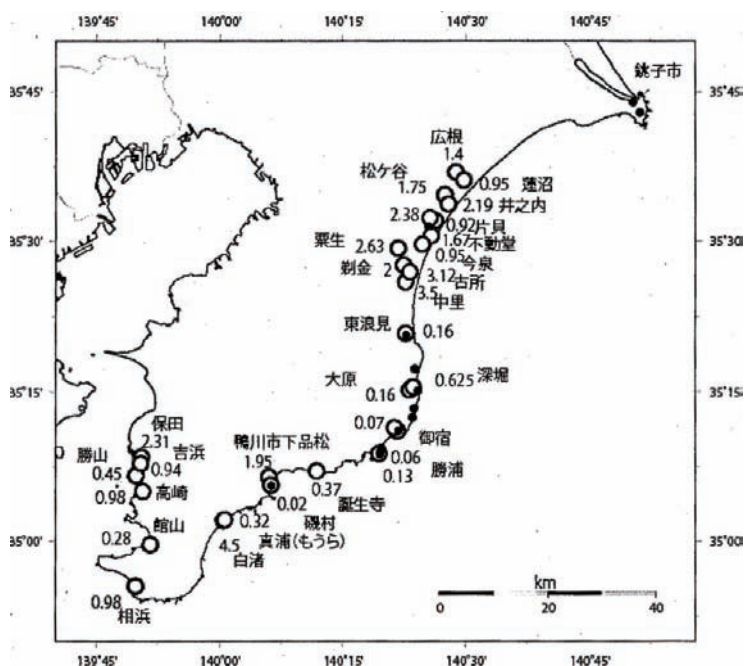 139°45' 140°00' 140°15' 140°30' 140°45'
35°45' 35°45'
銚子市
広根
1.4
松ケ谷
0.95 蓮沼
1.75
2.19 井之内
2.38
0.92 片貝
35°30' 35°30'
粟生
1.67 不動堂
2.63
0.95 今泉
剃金
2
3.12 古所
3.5 中里
東浪見
0.16
大原
0.625 深堀
35°15' 35°15'
0.16
保田
0.07
御宿
2.31 吉浜
鴨川市下品松
0.06
勝山
0.94
1.95
0.13 勝浦
0.45
0.37 誕生寺
0.98 高崎
0.02 磯村
館山
0.32 真浦(もうら)
0.28
4.5
白渚
35°00' 35°00'
0.98
相浜
km
0 20 40
139°45' 140°00' 140°15' 140°30' 140°45'